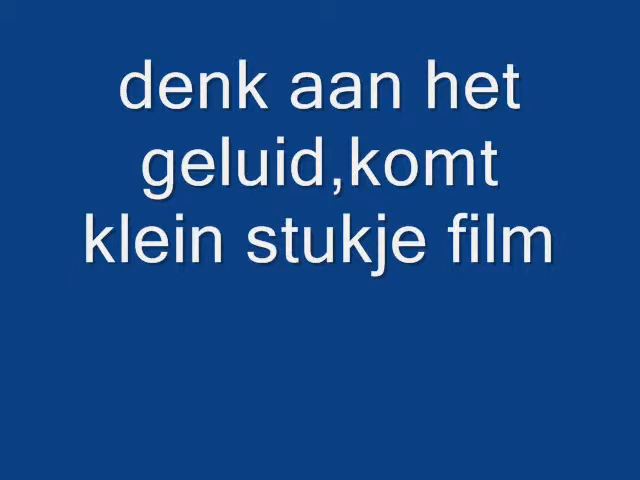 denk aan het
geluid,komt
klein stukje film